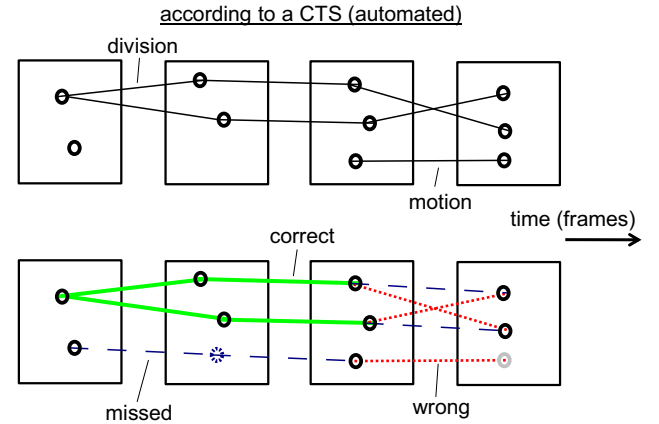 according to a CTS (automated)
division
motion
time (frames)
correct
missed
wrong